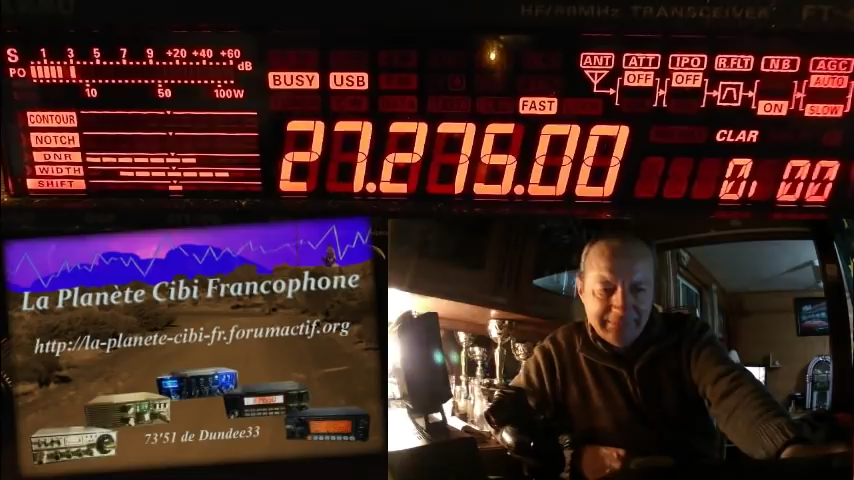 HF/50MHz TRANSCEIVER FT-
S 1 3 5 7 9 +20 +40 +60 dB
PO 10 50 100W
BUSY USB
FAST
ANT ATT IPO R.FLT NB AGC
OFF OFF AUTO
ON SLOW
CONTOUR
NOTCH
DNR
WIDTH
SHIFT
27.275.00
CLAR
0.00
La Planète Cibi Francophone
http://la-planete-cibi-fr.forumactif.org
73'51 de Dundee33